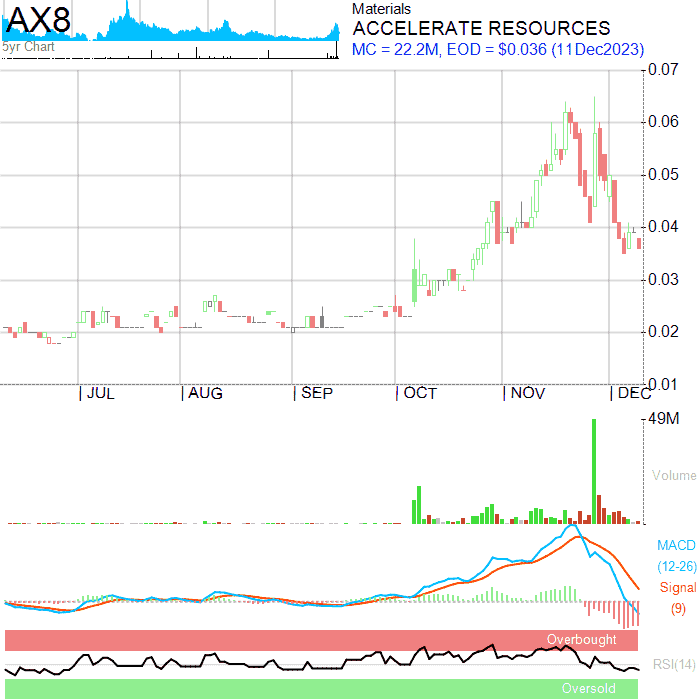 AX8
5yr Chart
Materials
ACCELERATE RESOURCES
MC = 22.2M, EOD = $0.036 (11Dec2023)
0.07
0.06
0.05
0.04
0.03
0.02
0.01
JUL
AUG
SEP
OCT
NOV
DEC
49M
Volume
MACD
(12-26)
Signal
(9)
Overbought
RSI(14)
Oversold